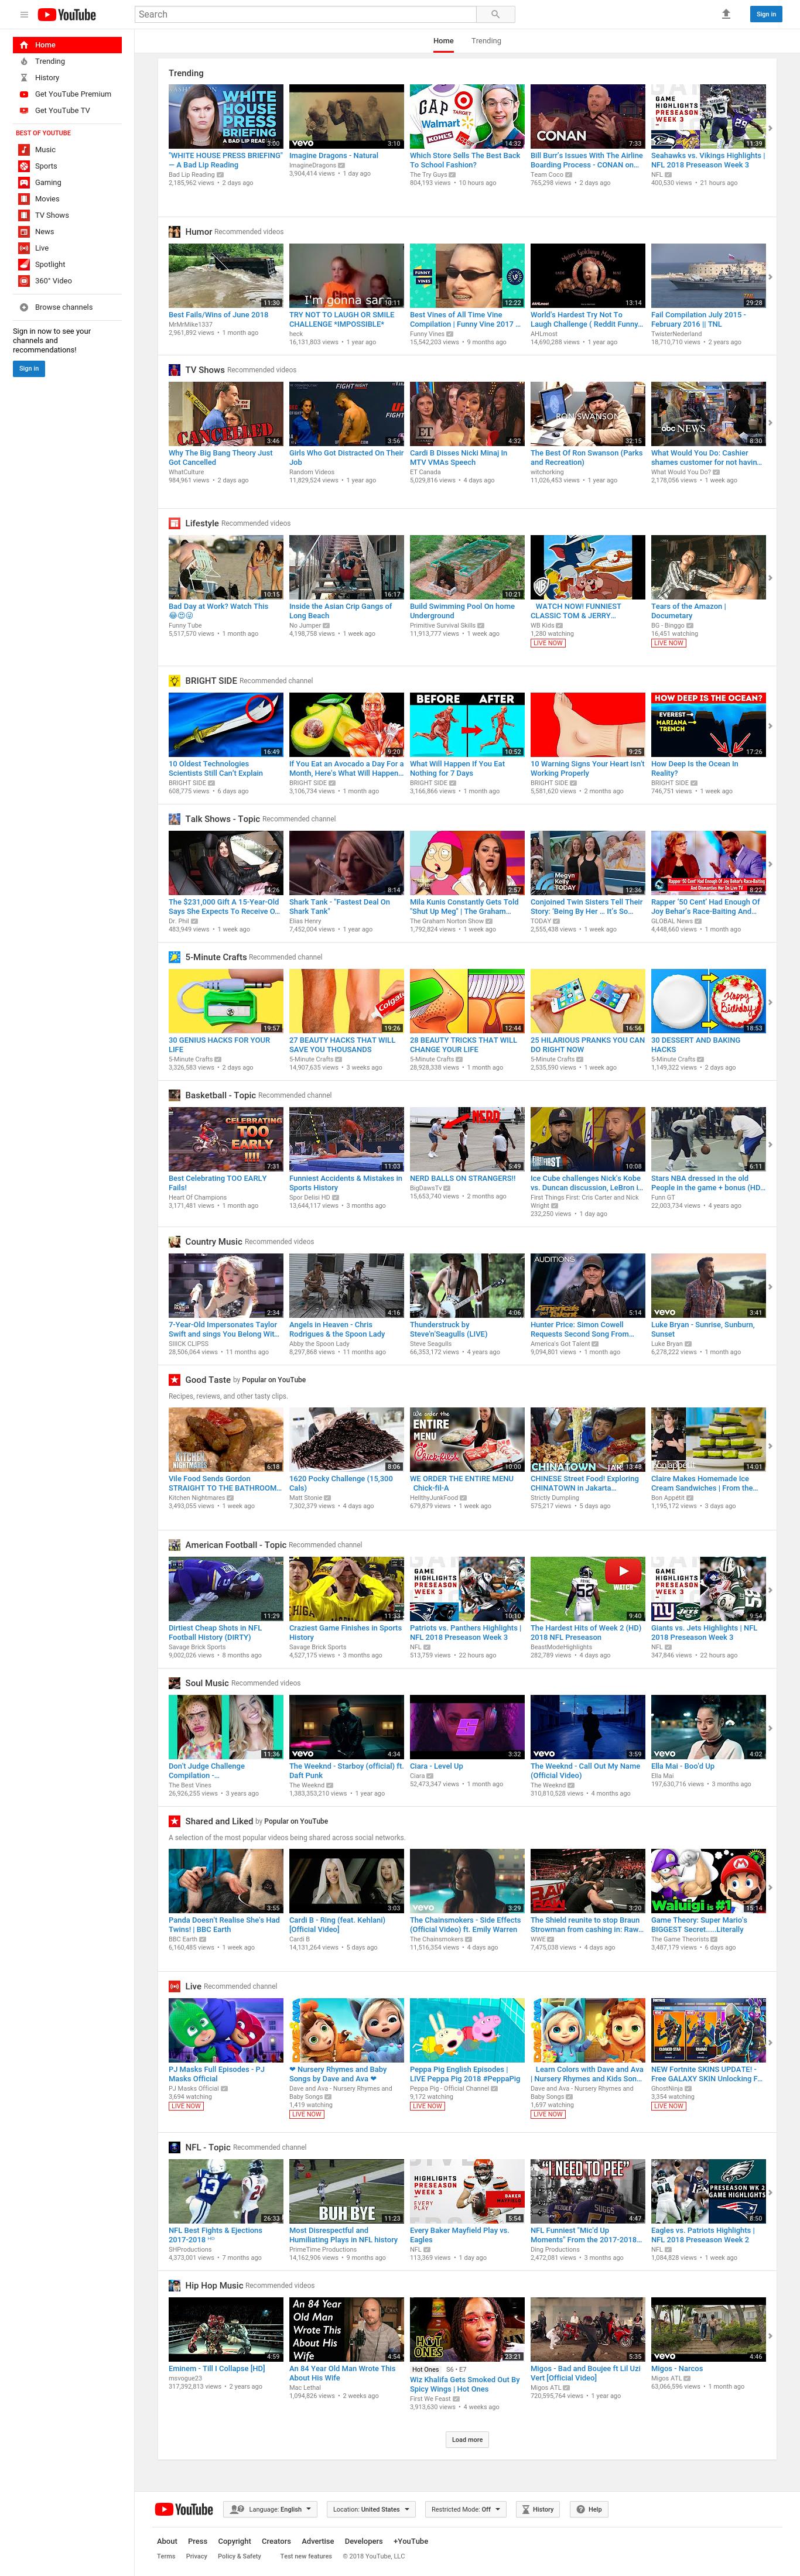 YouTube
Search
Sign in
Home
Trending
History
Get YouTube Premium
Get YouTube TV
BEST OF YOUTUBE
Music
Sports
Gaming
Movies
TV Shows
News
Live
Spotlight
360° Video
Browse channels
Sign in now to see your
channels and
recommendations!
Sign in
Home Trending
Trending
"WHITE HOUSE PRESS BRIEFING"
— A Bad Lip Reading
Bad Lip Reading
2,185,962 views • 2 days ago
Imagine Dragons - Natural
ImagineDragons
3,904,414 views • 1 day ago
Which Store Sells The Best Back
To School Fashion?
The Try Guys
804,193 views • 10 hours ago
Bill Burr's Issues With The Airline
Boarding Process - CONAN on...
Team Coco
765,298 views • 2 days ago
Seahawks vs. Vikings Highlights |
NFL 2018 Preseason Week 3
NFL
400,530 views • 21 hours ago
Humor Recommended videos
Best Fails/Wins of June 2018
MrMrMike1337
2,961,892 views • 1 month ago
TRY NOT TO LAUGH OR SMILE
CHALLENGE *IMPOSSIBLE*
heck
16,131,803 views • 1 year ago
Best Vines of All Time Vine
Compilation | Funny Vine 2017 ...
Funny Vines
15,542,203 views • 9 months ago
World's Hardest Try Not To
Laugh Challenge ( Reddit Funny...
AHLmost
14,690,288 views • 1 year ago
Fail Compilation July 2015 -
February 2016 || TNL
TwisterNederland
18,710,710 views • 2 years ago
TV Shows Recommended videos
Why The Big Bang Theory Just
Got Cancelled
WhatCulture
984,961 views • 2 days ago
Girls Who Got Distracted On Their
Job
Random Videos
11,829,524 views • 1 year ago
Cardi B Disses Nicki Minaj In
MTV VMAs Speech
ET Canada
5,029,816 views • 4 days ago
The Best Of Ron Swanson (Parks
and Recreation)
witchorking
11,026,453 views • 1 year ago
What Would You Do: Cashier
shames customer for not havin...
What Would You Do?
2,178,056 views • 1 week ago
Lifestyle Recommended videos
Bad Day at Work? Watch This
Funny Tube
5,517,570 views • 1 month ago
Inside the Asian Crip Gangs of
Long Beach
No Jumper
4,198,758 views • 1 week ago
Build Swimming Pool On home
Underground
Primitive Survival Skills
11,913,777 views • 1 week ago
WATCH NOW! FUNNIEST
CLASSIC TOM & JERRY...
WB Kids
1,280 watching
LIVE NOW
Tears of the Amazon |
Documetary
BG - Binggo
16,451 watching
LIVE NOW
BRIGHT SIDE Recommended channel
10 Oldest Technologies
Scientists Still Can't Explain
BRIGHT SIDE
608,775 views • 6 days ago
If You Eat an Avocado a Day For a
Month, Here's What Will Happen...
BRIGHT SIDE
3,106,734 views • 1 month ago
What Will Happen If You Eat
Nothing for 7 Days
BRIGHT SIDE
3,166,866 views • 1 month ago
10 Warning Signs Your Heart Isn't
Working Properly
BRIGHT SIDE
5,581,620 views • 2 months ago
How Deep Is the Ocean In
Reality?
BRIGHT SIDE
746,751 views • 1 week ago
Talk Shows - Topic Recommended channel
The $231,000 Gift A 15-Year-Old
Says She Expects To Receive O...
Dr. Phil
483,949 views • 1 week ago
Shark Tank - "Fastest Deal On
Shark Tank"
Elias Henry
7,452,004 views • 1 year ago
Mila Kunis Constantly Gets Told
"Shut Up Meg" | The Graham...
The Graham Norton Show
1,792,824 views • 1 week ago
Conjoined Twin Sisters Tell Their
Story: 'Being By Her ... It's So...
TODAY
2,555,438 views • 1 week ago
Rapper '50 Cent' Had Enough Of
Joy Behar's Race-Baiting And...
GLOBAL News
4,448,660 views • 1 month ago
5-Minute Crafts Recommended channel
30 GENIUS HACKS FOR YOUR
LIFE
5-Minute Crafts
3,326,583 views • 2 days ago
27 BEAUTY HACKS THAT WILL
SAVE YOU THOUSANDS
5-Minute Crafts
14,907,635 views • 3 weeks ago
28 BEAUTY TRICKS THAT WILL
CHANGE YOUR LIFE
5-Minute Crafts
28,928,338 views • 1 month ago
25 HILARIOUS PRANKS YOU CAN
DO RIGHT NOW
5-Minute Crafts
2,535,590 views • 1 week ago
30 DESSERT AND BAKING
HACKS
5-Minute Crafts
1,149,322 views • 2 days ago
Basketball - Topic Recommended channel
Best Celebrating TOO EARLY
Fails!
Heart Of Champions
3,171,481 views • 1 month ago
Funniest Accidents & Mistakes in
Sports History
Spor Delisi HD
13,644,117 views • 3 months ago
NERD BALLS ON STRANGERS!!
BigDawsTv
15,653,740 views • 2 months ago
Ice Cube challenges Nick's Kobe
vs. Duncan discussion, LeBron i...
First Things First: Cris Carter and Nick
Wright
232,250 views • 1 day ago
Stars NBA dressed in the old
People in the game + bonus (HD...
Funn GT
22,003,734 views • 4 years ago
Country Music Recommended videos
7-Year-Old Impersonates Taylor
Swift and sings You Belong Wit...
SIIICK CLIPSS
28,506,064 views • 11 months ago
Angels in Heaven - Chris
Rodrigues & the Spoon Lady
Abby the Spoon Lady
8,297,868 views • 11 months ago
Thunderstruck by
Steve'n'Seagulls (LIVE)
Steve Seagulls
66,353,172 views • 4 years ago
Hunter Price: Simon Cowell
Requests Second Song From...
America's Got Talent
9,094,801 views • 1 month ago
Luke Bryan - Sunrise, Sunburn,
Sunset
Luke Bryan
6,278,222 views • 1 month ago
Good Taste by Popular on YouTube
Recipes, reviews, and other tasty clips.
Vile Food Sends Gordon
STRAIGHT TO THE BATHROOM...
Kitchen Nightmares
3,493,055 views • 1 week ago
1620 Pocky Challenge (15,300
Cals)
Matt Stonie
7,302,379 views • 4 days ago
WE ORDER THE ENTIRE MENU
Chick-fil-A
HellthyJunkFood
679,879 views • 1 week ago
CHINESE Street Food! Exploring
CHINATOWN in Jakarta...
Strictly Dumpling
575,217 views • 5 days ago
Claire Makes Homemade Ice
Cream Sandwiches | From the...
Bon Appétit
1,195,172 views • 3 days ago
American Football - Topic Recommended channel
Dirtiest Cheap Shots in NFL
Football History (DIRTY)
Savage Brick Sports
9,002,026 views • 8 months ago
Craziest Game Finishes in Sports
History
Savage Brick Sports
4,527,175 views • 3 months ago
Patriots vs. Panthers Highlights |
NFL 2018 Preseason Week 3
NFL
513,759 views • 22 hours ago
The Hardest Hits of Week 2 (HD)
2018 NFL Preseason
BeastModeHighlights
282,789 views • 4 days ago
Giants vs. Jets Highlights | NFL
2018 Preseason Week 3
NFL
347,846 views • 22 hours ago
Soul Music Recommended videos
Don't Judge Challenge
Compilation -...
The Best Vines
26,926,255 views • 3 years ago
The Weeknd - Starboy (official) ft.
Daft Punk
The Weeknd
1,383,353,210 views • 1 year ago
Ciara - Level Up
Ciara
52,473,347 views • 1 month ago
The Weeknd - Call Out My Name
(Official Video)
The Weeknd
310,810,528 views • 4 months ago
Ella Mai - Boo'd Up
Ella Mai
197,630,716 views • 3 months ago
Shared and Liked by Popular on YouTube
A selection of the most popular videos being shared across social networks.
Panda Doesn't Realise She's Had
Twins! | BBC Earth
BBC Earth
6,160,485 views • 1 week ago
Cardi B - Ring (feat. Kehlani)
[Official Video]
Cardi B
14,131,264 views • 5 days ago
The Chainsmokers - Side Effects
(Official Video) ft. Emily Warren
The Chainsmokers
11,516,354 views • 4 days ago
The Shield reunite to stop Braun
Strowman from cashing in: Raw...
WWE
7,475,038 views • 4 days ago
Game Theory: Super Mario's
BIGGEST Secret.....Literally
The Game Theorists
3,487,179 views • 6 days ago
Live Recommended channel
PJ Masks Full Episodes - PJ
Masks Official
PJ Masks Official
3,694 watching
LIVE NOW
❤ Nursery Rhymes and Baby
Songs by Dave and Ava ❤
Dave and Ava - Nursery Rhymes and
Baby Songs
1,419 watching
LIVE NOW
Peppa Pig English Episodes |
LIVE Peppa Pig 2018 #PeppaPig
Peppa Pig - Official Channel
9,172 watching
LIVE NOW
Learn Colors with Dave and Ava
| Nursery Rhymes and Kids Son...
Dave and Ava - Nursery Rhymes and
Baby Songs
1,697 watching
LIVE NOW
NEW Fortnite SKINS UPDATE! -
Free GALAXY SKIN Unlocking F...
GhostNinja
3,354 watching
LIVE NOW
NFL - Topic Recommended channel
NFL Best Fights & Ejections
2017-2018 ᴴᴰ
SHProductions
4,373,001 views • 7 months ago
Most Disrespectful and
Humiliating Plays in NFL history
PrimeTime Productions
14,162,906 views • 9 months ago
Every Baker Mayfield Play vs.
Eagles
NFL
113,369 views • 1 day ago
NFL Funniest "Mic'd Up
Moments" From the 2017-2018...
Ding Productions
2,472,081 views • 3 months ago
Eagles vs. Patriots Highlights |
NFL 2018 Preseason Week 2
NFL
1,084,828 views • 1 week ago
Hip Hop Music Recommended videos
Eminem - Till I Collapse [HD]
msvogue23
317,392,813 views • 2 years ago
An 84 Year Old Man Wrote This
About His Wife
Mac Lethal
1,094,826 views • 2 weeks ago
Hot Ones S6 • E7
Wiz Khalifa Gets Smoked Out By
Spicy Wings | Hot Ones
First We Feast
3,913,630 views • 4 weeks ago
Migos - Bad and Boujee ft Lil Uzi
Vert [Official Video]
Migos ATL
720,595,764 views • 1 year ago
Migos - Narcos
Migos ATL
63,066,596 views • 1 month ago
Load more
YouTube
Language: English
Location: United States
Restricted Mode: Off
History
Help
About Press Copyright Creators Advertise Developers +YouTube
Terms Privacy Policy & Safety Test new features © 2018 YouTube, LLC